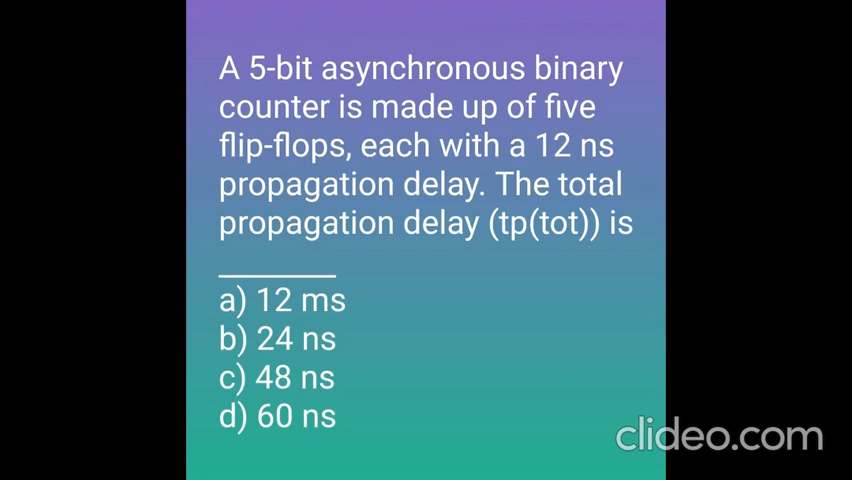 A 5-bit asynchronous binary
counter is made up of five
flip-flops, each with a 12 ns
propagation delay. The total
propagation delay (tp(tot)) is
________
a) 12 ms
b) 24 ns
c) 48 ns
d) 60 ns
clideo.com